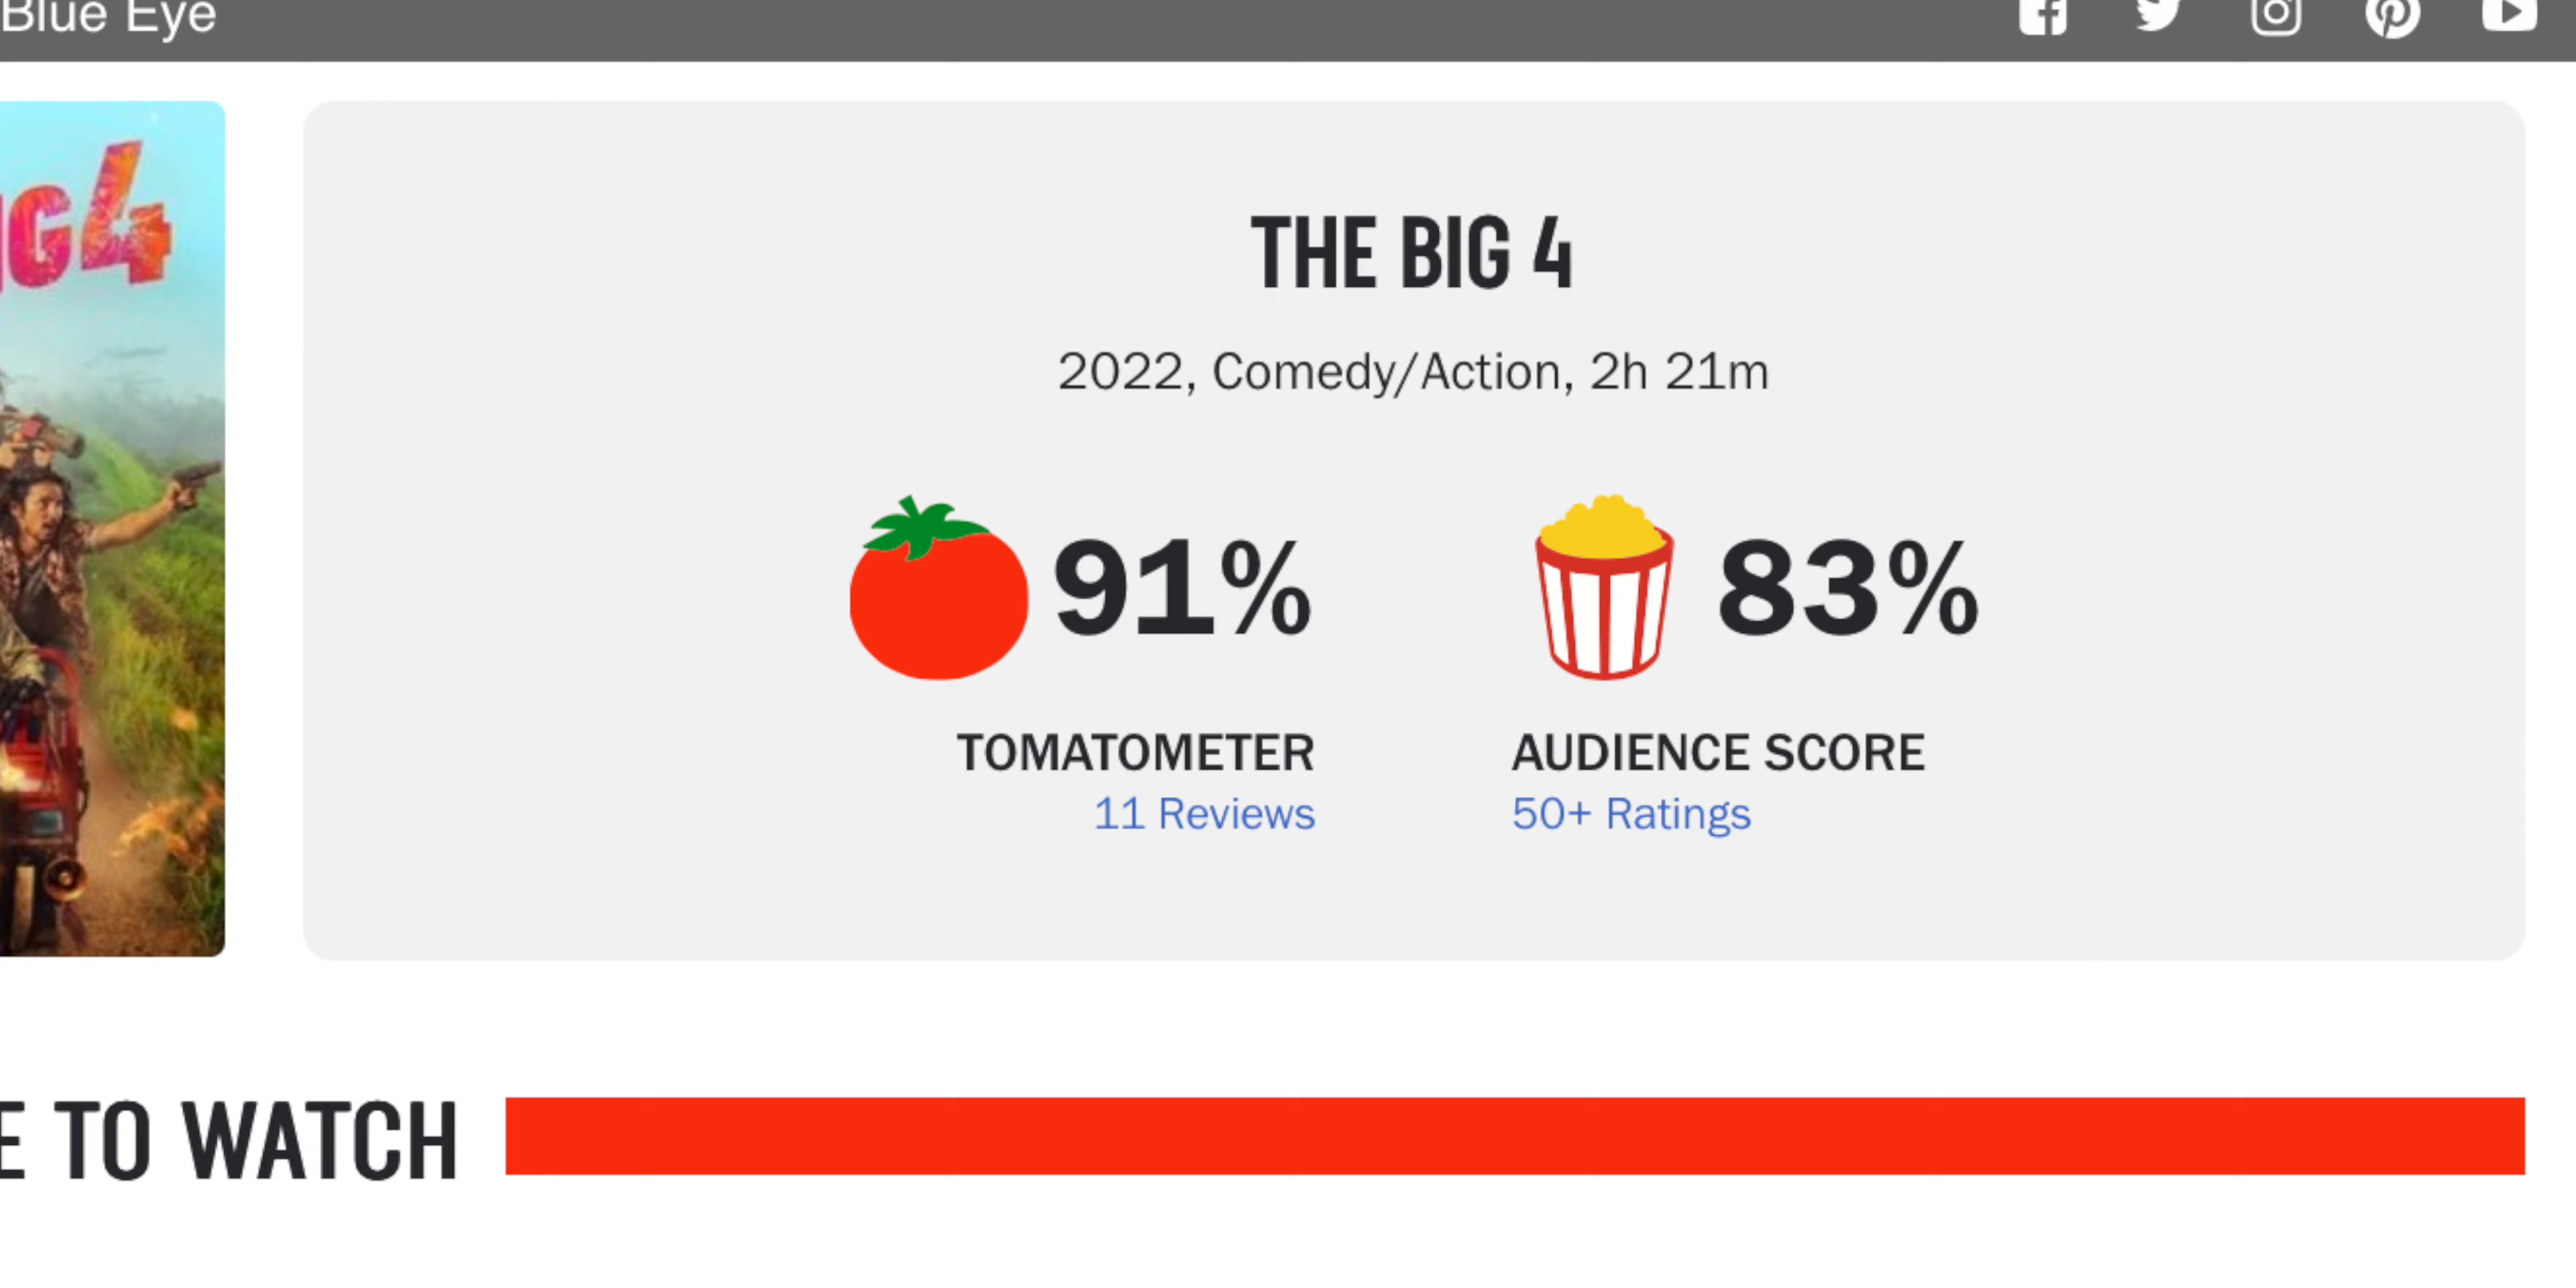 Blue Eye
G4
THE BIG 4
2022, Comedy/Action, 2h 21m
91%
83%
TOMATOMETER
AUDIENCE SCORE
11 Reviews
50+ Ratings
E TO WATCH